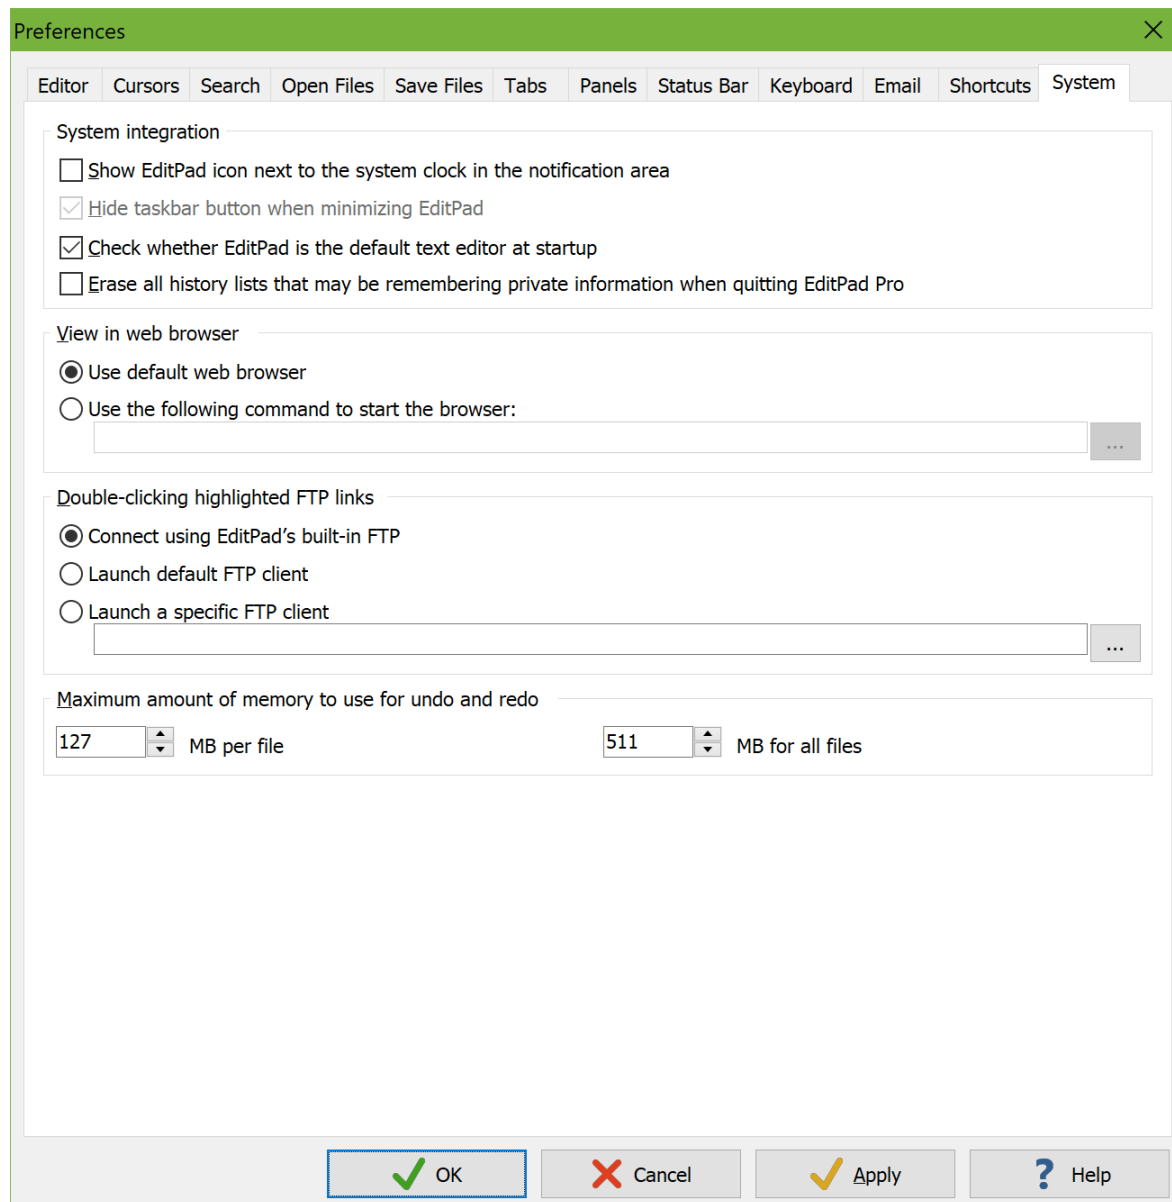 Preferences
Editor Cursors Search Open Files Save Files Tabs Panels Status Bar Keyboard Email Shortcuts System
System integration
Show EditPad icon next to the system clock in the notification area
Hide taskbar button when minimizing EditPad
Check whether EditPad is the default text editor at startup
Erase all history lists that may be remembering private information when quitting EditPad Pro
View in web browser
Use default web browser
Use the following command to start the browser:
...
Double-clicking highlighted FTP links
Connect using EditPad’s built-in FTP
Launch default FTP client
Launch a specific FTP client
...
Maximum amount of memory to use for undo and redo
127 MB per file 511 MB for all files
OK Cancel Apply ? Help